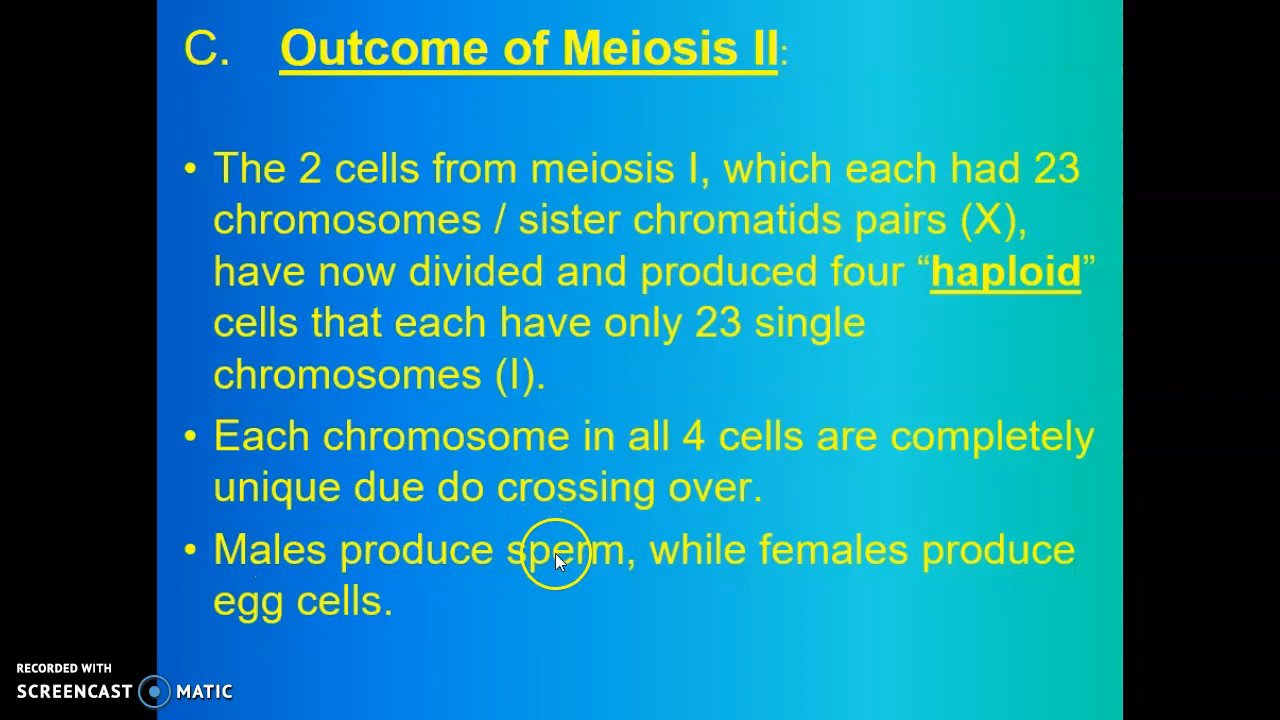 C. Outcome of Meiosis II:
• The 2 cells from meiosis I, which each had 23
chromosomes / sister chromatids pairs (X),
have now divided and produced four “haploid”
cells that each have only 23 single
chromosomes (I).
• Each chromosome in all 4 cells are completely
unique due do crossing over.
• Males produce sperm, while females produce
egg cells.
RECORDED WITH
SCREENCAST MATIC